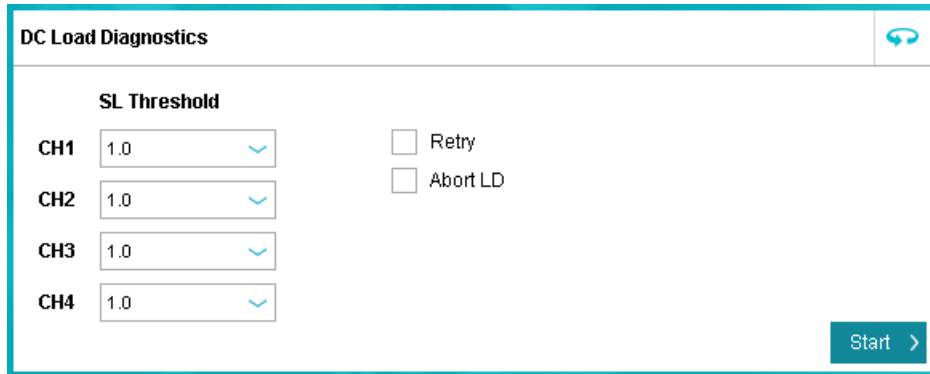 DC Load Diagnostics
SL Threshold
CH1 1.0
Retry
Abort LD
CH2 1.0
CH3 1.0
CH4 1.0
Start